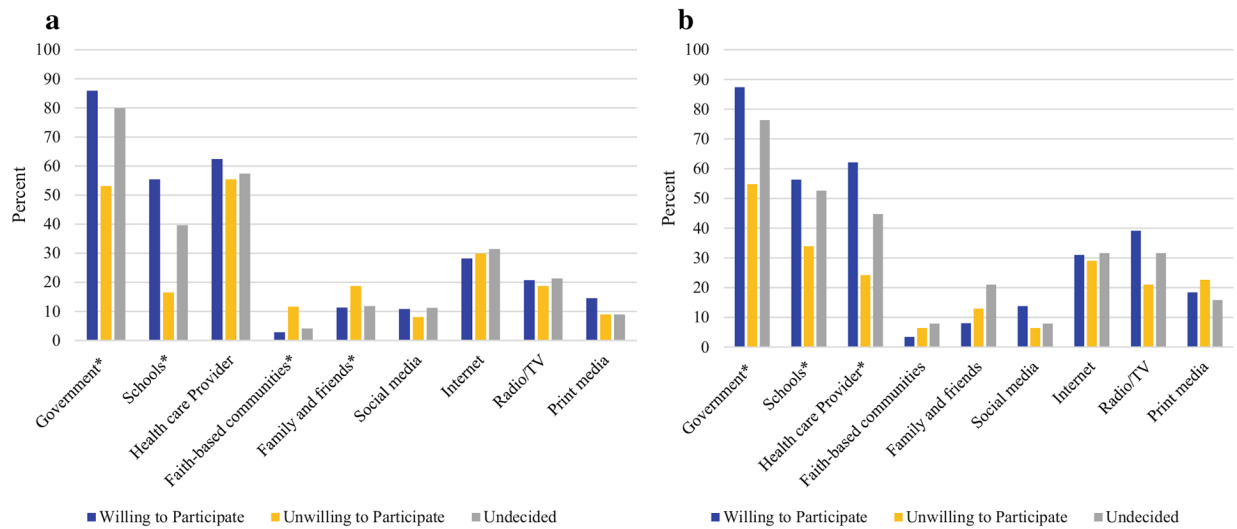 a
100
90
80
70
60
50
40
30
20
10
0
Percent
Government*
Schools*
Health care Provider
Faith-based communities*
Family and friends*
Social media
Internet
Radio/TV
Print media
Willing to Participate Unwilling to Participate Undecided
b
100
90
80
70
60
50
40
30
20
10
0
Percent
Government*
Schools*
Health care Provider*
Faith-based communities
Family and friends
Social media
Internet
Radio/TV
Print media
Willing to Participate Unwilling to Participate Undecided